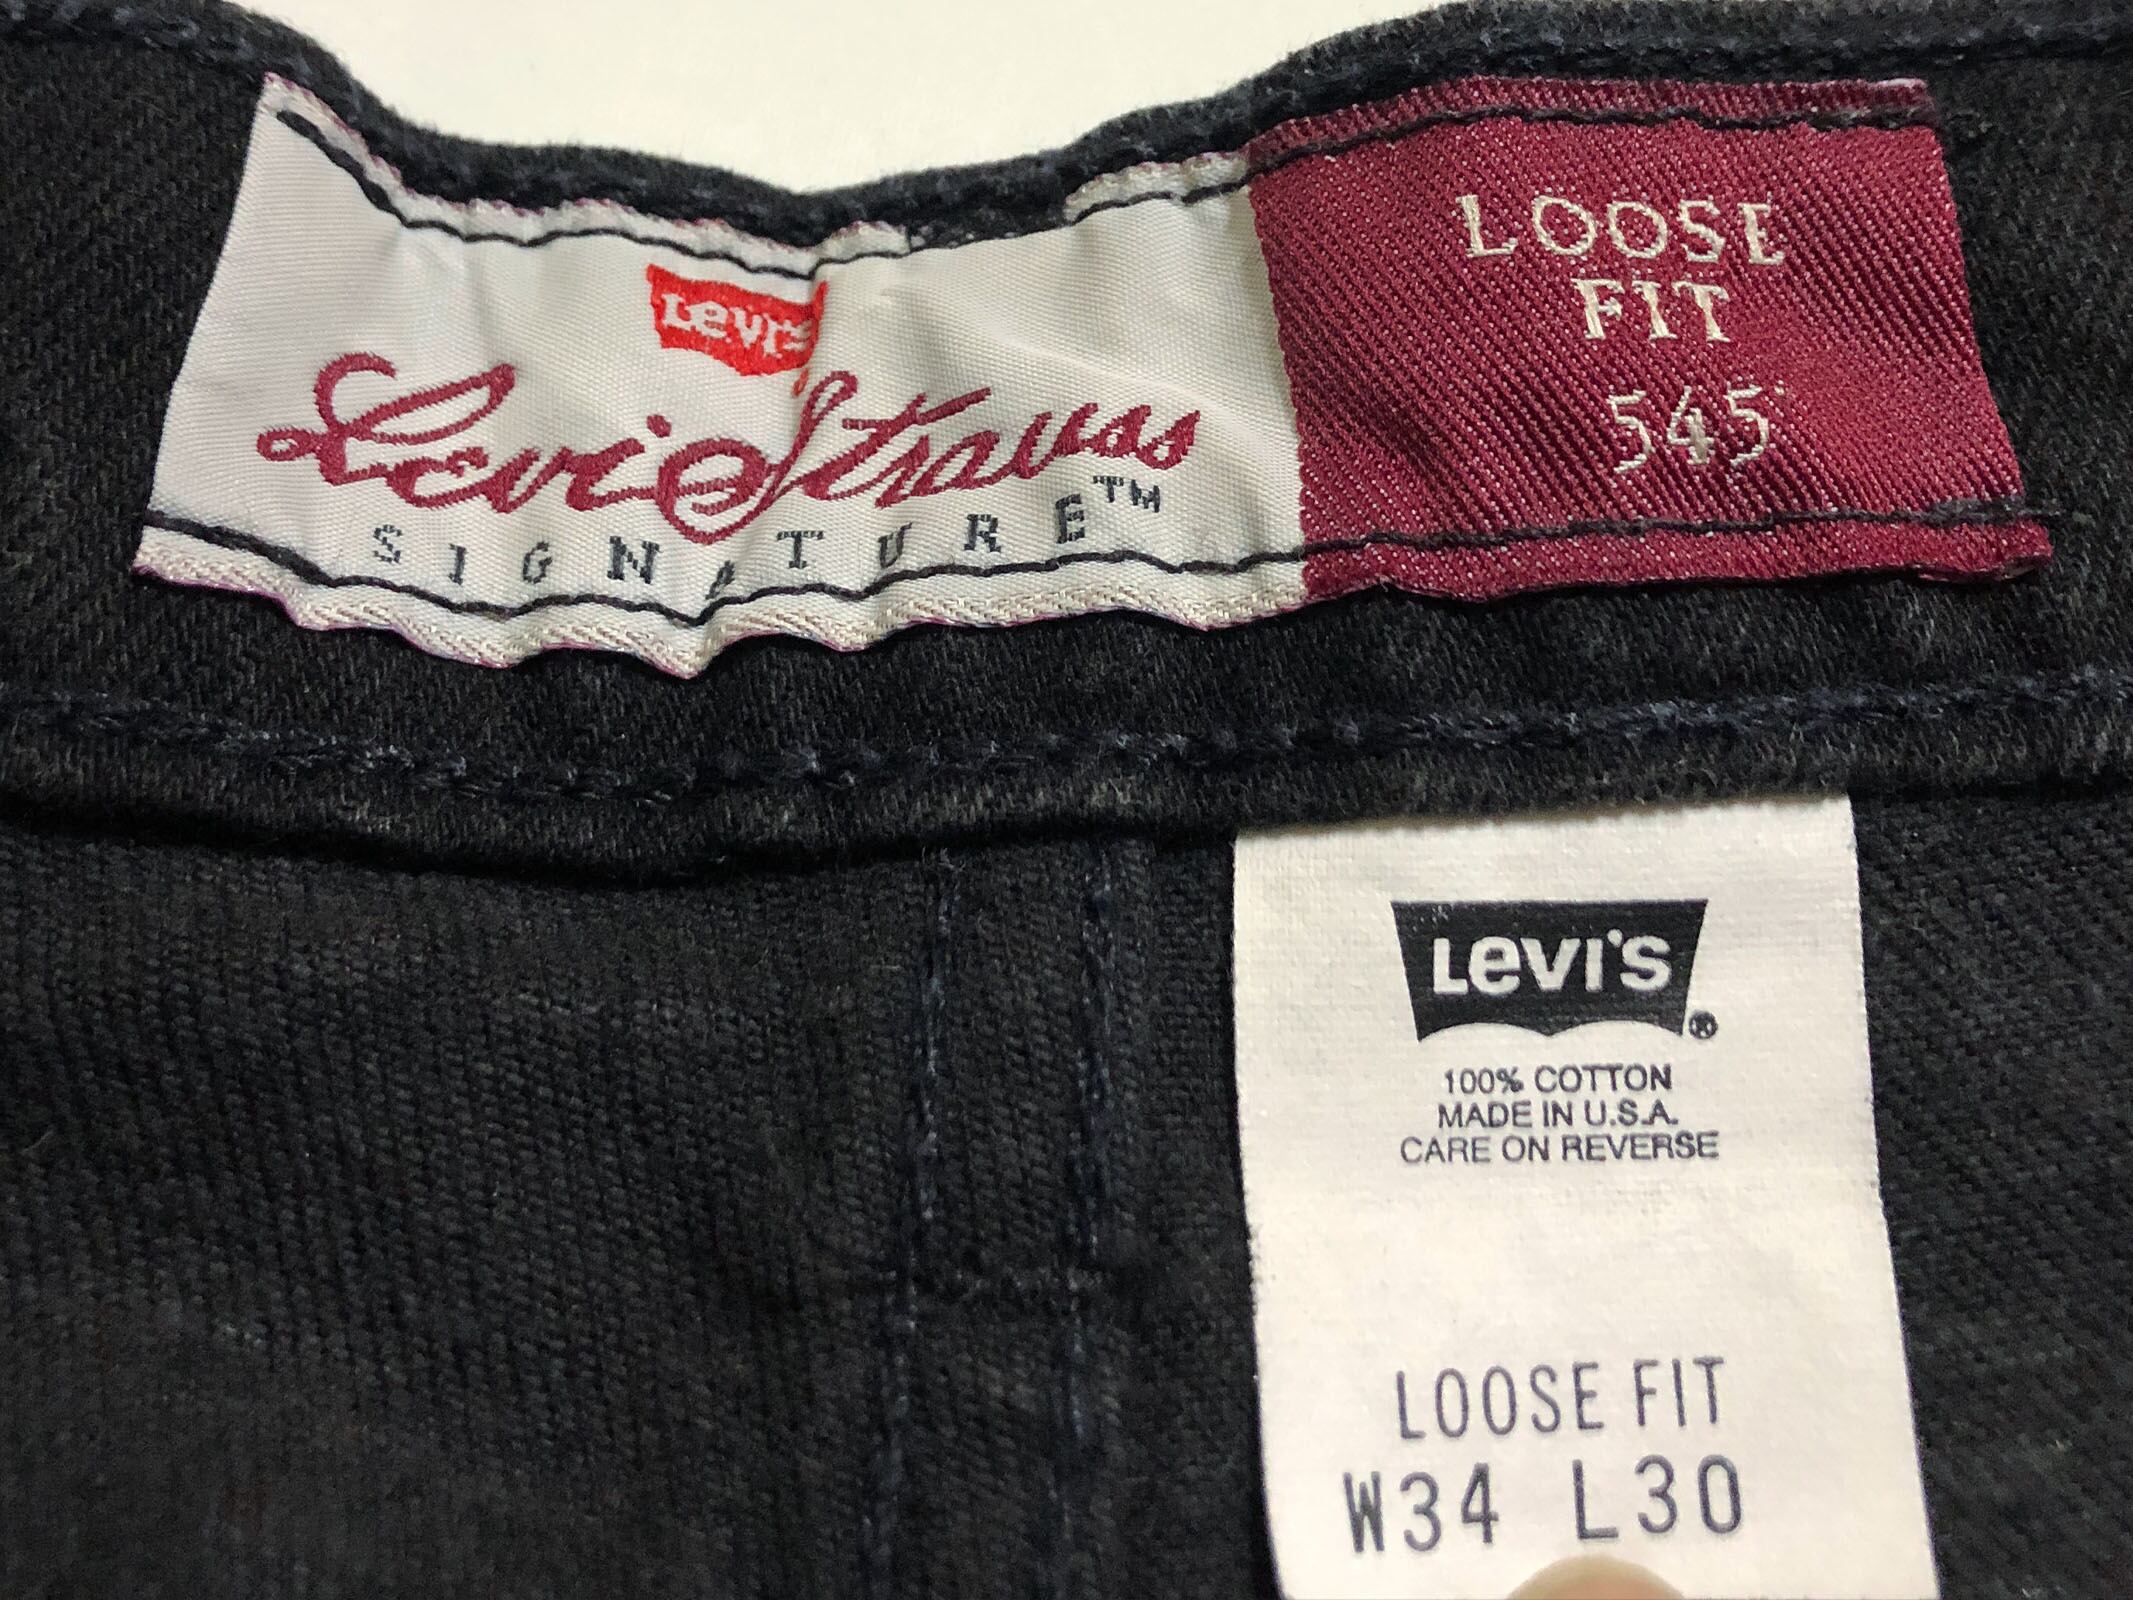 Levi's
Levi Strauss
SIGNATURE™
LOOSE
FIT
545
LEVI'S®
100% COTTON
MADE IN U.S.A.
CARE ON REVERSE
LOOSE FIT
W34 L30